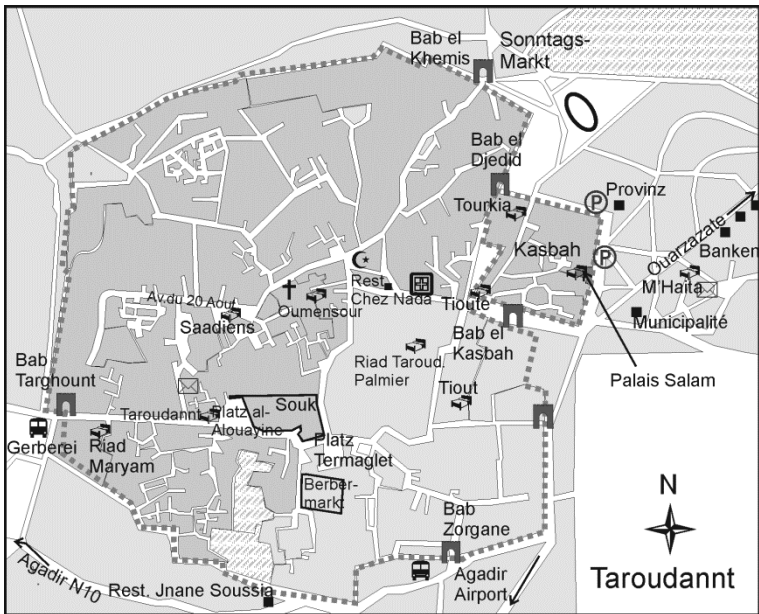 Bab el
Khemis
Sonntags-
Markt
Bab el
Djedid
Tourkia
P
Provinz
Kasbah
P
Ouarzazate
Banken
M'Haita
Rest.
Chez Nada
Tioute
Av.du 20 Aout
Oumensour
Saadiens
Municipalité
Bab el
Kasbah
Bab
Targhount
Riad Taroud.
Palmier
Palais Salam
Tiout
Souk
Taroudannt
Platz al-
Alouayine
Gerberei
Riad
Maryam
Platz
Termaglet
Berber-
markt
N
Bab
Zorgane
Taroudannt
Agadir N10
Rest. Jnane Soussia
Agadir
Airport